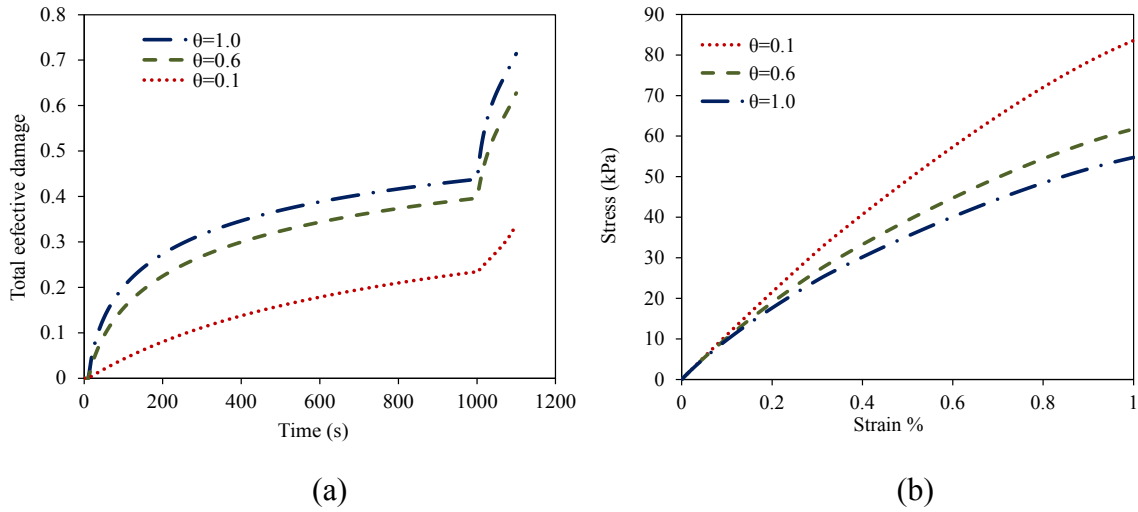 0.8
0.7
0.6
0.5
0.4
0.3
0.2
0.1
0
Total eefective damage
θ=1.0
θ=0.6
θ=0.1
0 200 400 600 800 1000 1200
Time (s)
(a)
90
80
70
60
50
40
30
20
10
0
Stress (kPa)
θ=0.1
θ=0.6
θ=1.0
0 0.2 0.4 0.6 0.8 1
Strain %
(b)